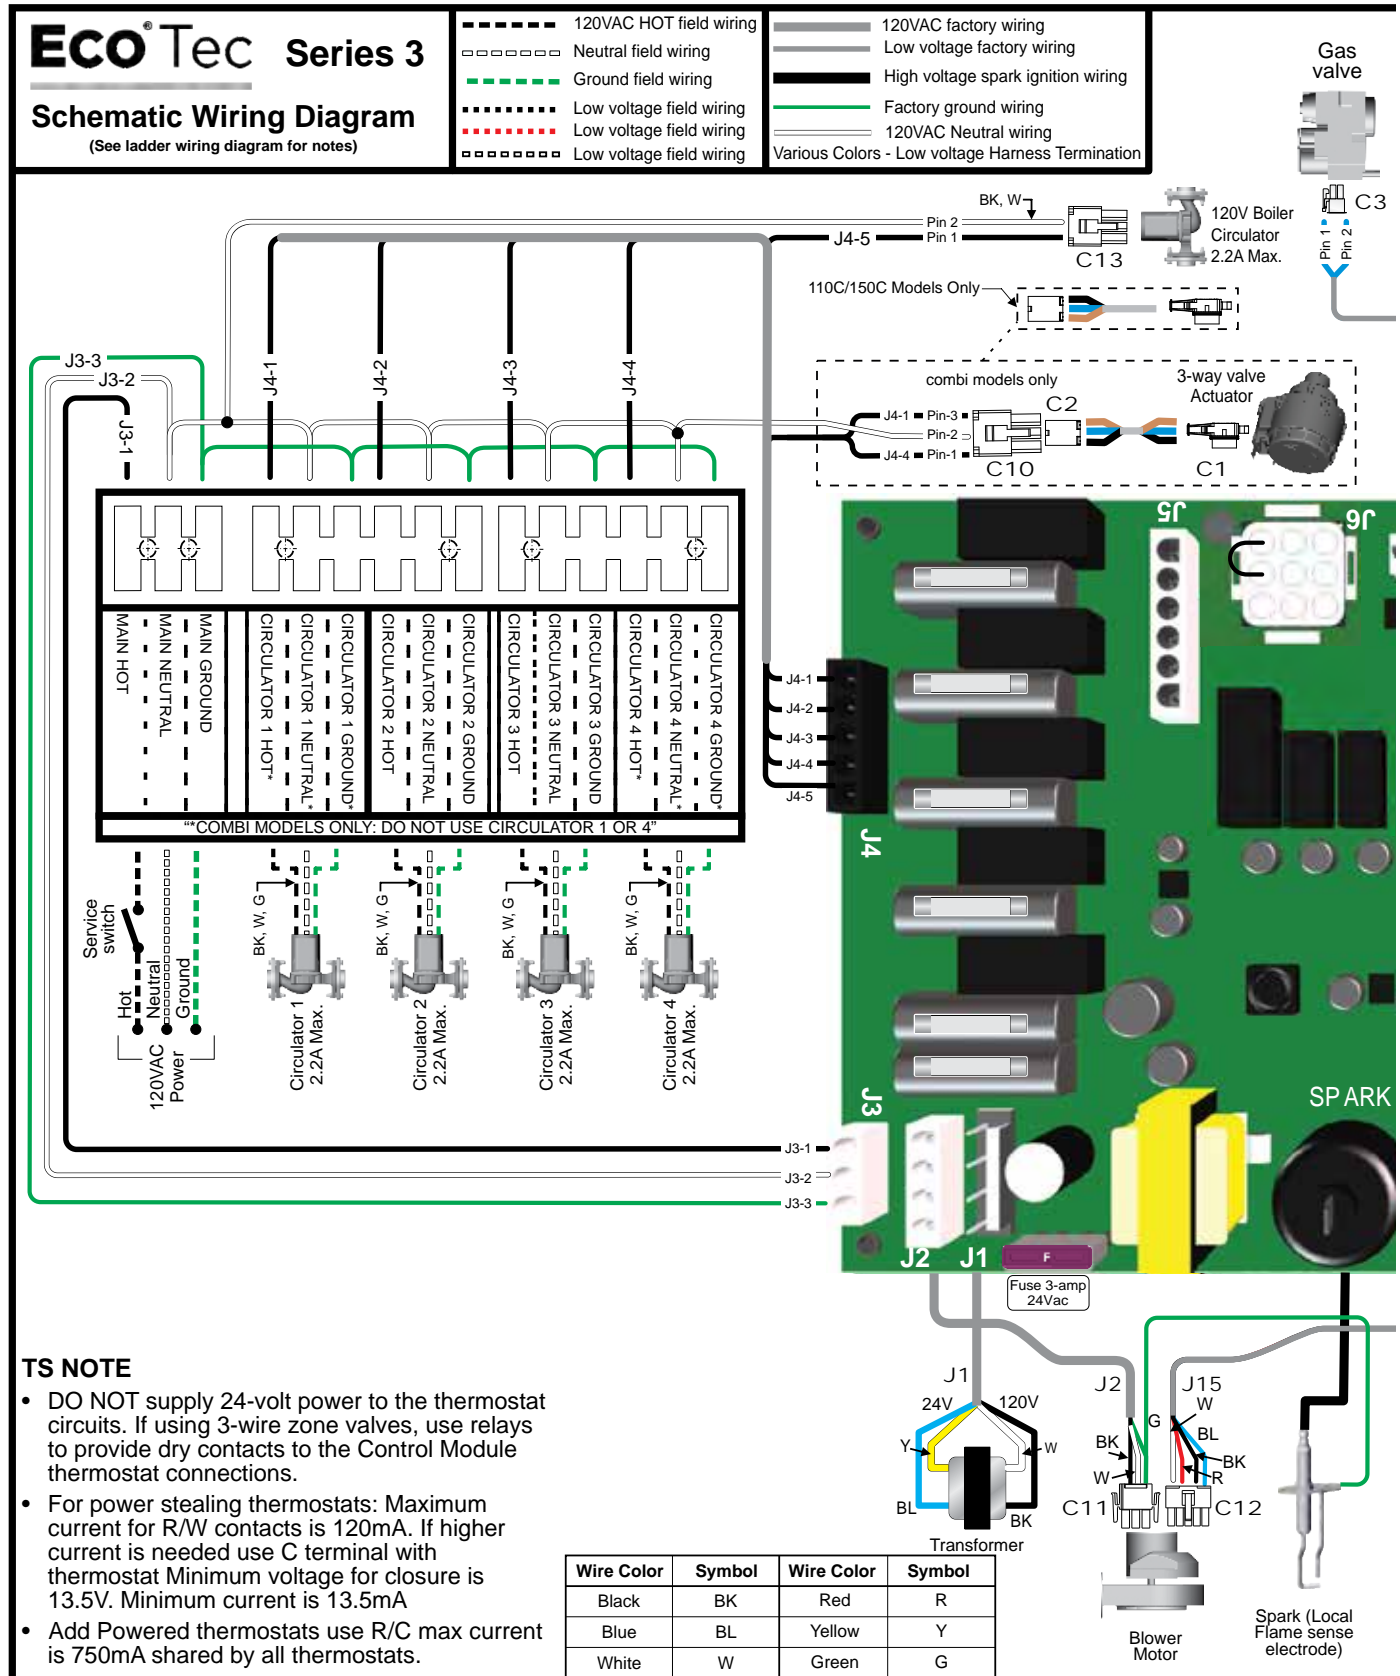 ECO® Tec Series 3
Schematic Wiring Diagram
(See ladder wiring diagram for notes)
120VAC HOT field wiring
Neutral field wiring
Ground field wiring
Low voltage field wiring
Low voltage field wiring
Low voltage field wiring
120VAC factory wiring
Low voltage factory wiring
High voltage spark ignition wiring
Factory ground wiring
120VAC Neutral wiring
Various Colors - Low voltage Harness Termination
Gas
valve
C3
Pin 1
Pin 2
BK, W
Pin 2
J4-5
Pin 1
C13
120V Boiler
Circulator
2.2A Max.
110C/150C Models Only
combi models only
3-way valve
Actuator
J4-1 Pin-3
Pin-2
J4-4 Pin-1
C10
C2
C1
J3-3
J3-2
J3-1
J4-1
J4-2
J4-3
J4-4
MAIN HOT
MAIN NEUTRAL
MAIN GROUND
CIRCULATOR 1 HOT*
CIRCULATOR 1 NEUTRAL*
CIRCULATOR 1 GROUND*
CIRCULATOR 2 HOT
CIRCULATOR 2 NEUTRAL
CIRCULATOR 2 GROUND
CIRCULATOR 3 HOT
CIRCULATOR 3 NEUTRAL
CIRCULATOR 3 GROUND
CIRCULATOR 4 HOT*
CIRCULATOR 4 NEUTRAL*
CIRCULATOR 4 GROUND*
"*COMBI MODELS ONLY: DO NOT USE CIRCULATOR 1 OR 4"
J4-1
J4-2
J4-3
J4-4
J4-5
J4
J5
J6
Service
switch
Hot
Neutral
Ground
120VAC
Power
BK, W, G
BK, W, G
BK, W, G
BK, W, G
Circulator 1
2.2A Max.
Circulator 2
2.2A Max.
Circulator 3
2.2A Max.
Circulator 4
2.2A Max.
J3
SPARK
J3-1
J3-2
J3-3
J2
J1
F
Fuse 3-amp
24Vac
J1
24V
120V
Y
W
BL
BK
Transformer
J2
J15
G
W
BL
BK
BK
W
R
C11
C12
Blower
Motor
Spark (Local
Flame sense
electrode)
TS NOTE
• DO NOT supply 24-volt power to the thermostat
circuits. If using 3-wire zone valves, use relays
to provide dry contacts to the Control Module
thermostat connections.
• For power stealing thermostats: Maximum
current for R/W contacts is 120mA. If higher
current is needed use C terminal with
thermostat Minimum voltage for closure is
13.5V. Minimum current is 13.5mA
• Add Powered thermostats use R/C max current
is 750mA shared by all thermostats.
Wire Color Symbol Wire Color Symbol
Black BK Red R
Blue BL Yellow Y
White W Green G